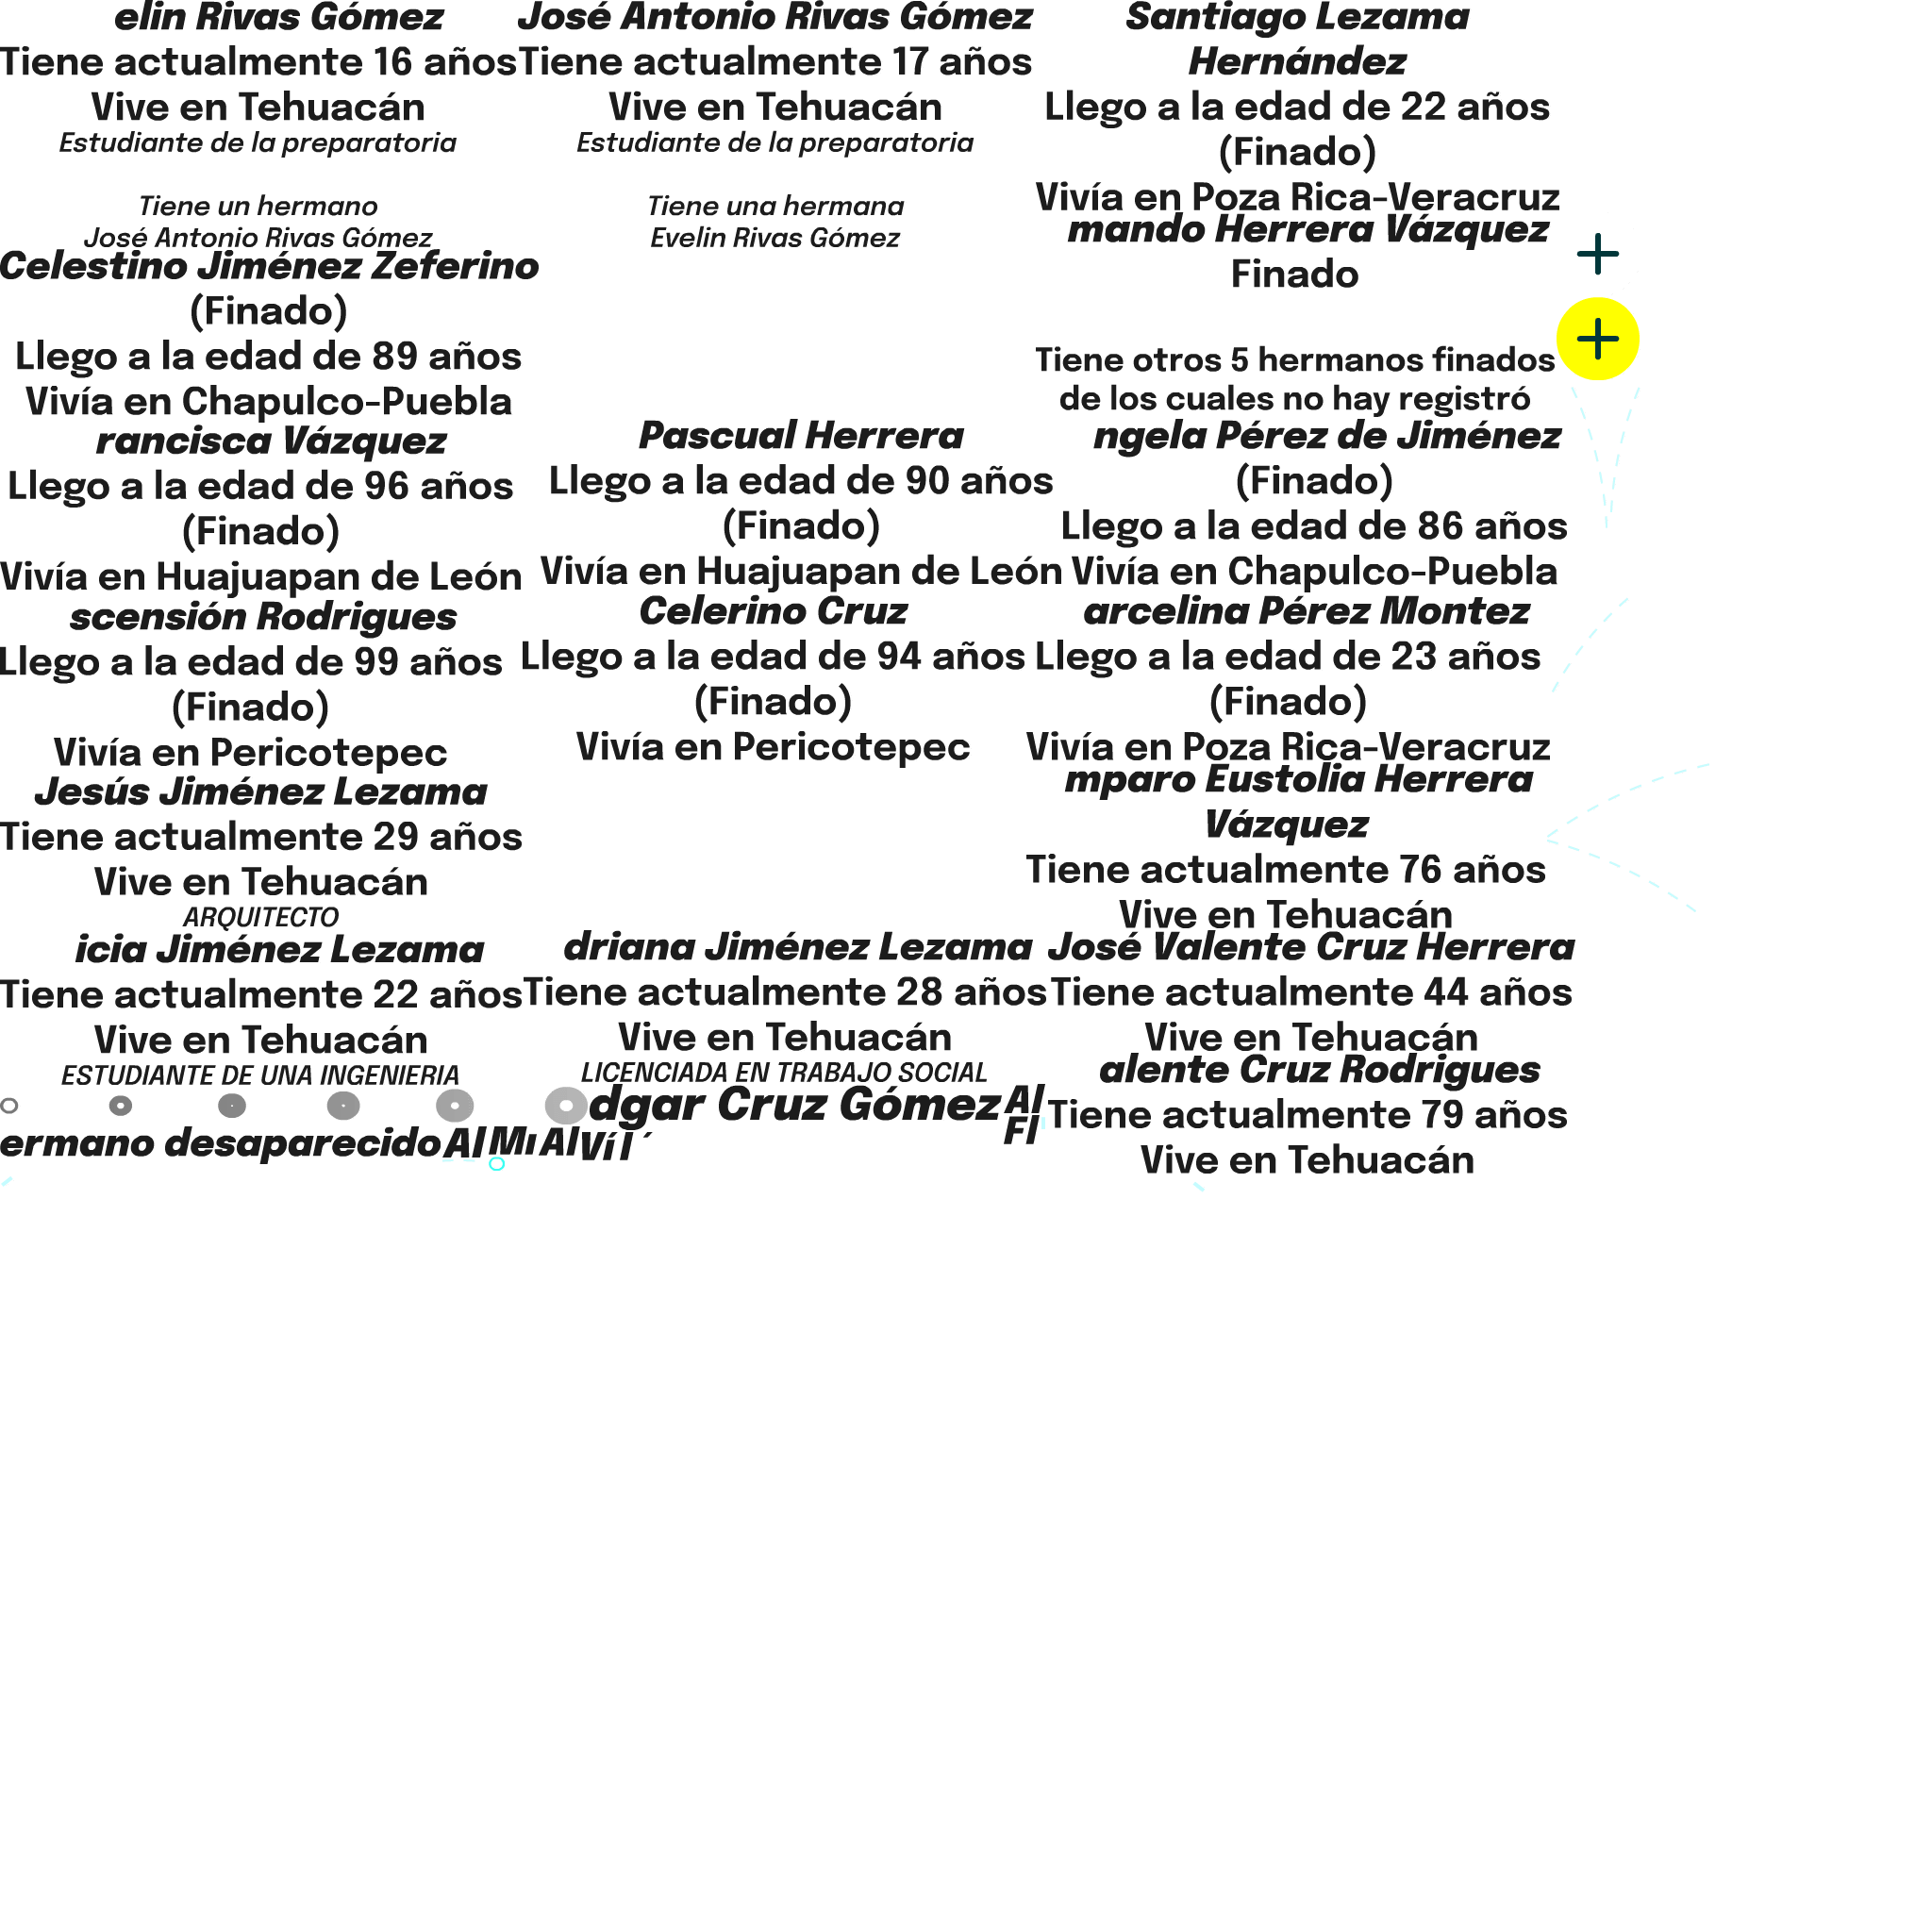 elin Rivas Gómez
Tiene actualmente 16 años
Vive en Tehuacán
Estudiante de la preparatoria
Tiene un hermano
José Antonio Rivas Gómez
José Antonio Rivas Gómez
Tiene actualmente 17 años
Vive en Tehuacán
Estudiante de la preparatoria
Tiene una hermana
Evelin Rivas Gómez
Santiago Lezama
Hernández
Llego a la edad de 22 años
(Finado)
Vivía en Poza Rica-Veracruz
mando Herrera Vázquez
Finado
Tiene otros 5 hermanos finados
de los cuales no hay registró
Celestino Jiménez Zeferino
(Finado)
Llego a la edad de 89 años
Vivía en Chapulco-Puebla
rancisca Vázquez
Llego a la edad de 96 años
(Finado)
Vivía en Huajuapan de León
Pascual Herrera
Llego a la edad de 90 años
(Finado)
Vivía en Huajuapan de León
ngela Pérez de Jiménez
(Finado)
Llego a la edad de 86 años
Vivía en Chapulco-Puebla
scensión Rodrigues
Llego a la edad de 99 años
(Finado)
Vivía en Pericotepec
Celerino Cruz
Llego a la edad de 94 años
(Finado)
Vivía en Pericotepec
arcelina Pérez Montez
Llego a la edad de 23 años
(Finado)
Vivía en Poza Rica-Veracruz
Jesús Jiménez Lezama
Tiene actualmente 29 años
Vive en Tehuacán
ARQUITECTO
mparo Eustolia Herrera
Vázquez
Tiene actualmente 76 años
Vive en Tehuacán
icia Jiménez Lezama
Tiene actualmente 22 años
Vive en Tehuacán
ESTUDIANTE DE UNA INGENIERIA
driana Jiménez Lezama
Tiene actualmente 28 años
Vive en Tehuacán
LICENCIADA EN TRABAJO SOCIAL
José Valente Cruz Herrera
Tiene actualmente 44 años
Vive en Tehuacán
dgar Cruz Gómez
alente Cruz Rodrigues
Tiene actualmente 79 años
Vive en Tehuacán
ermano desaparecido